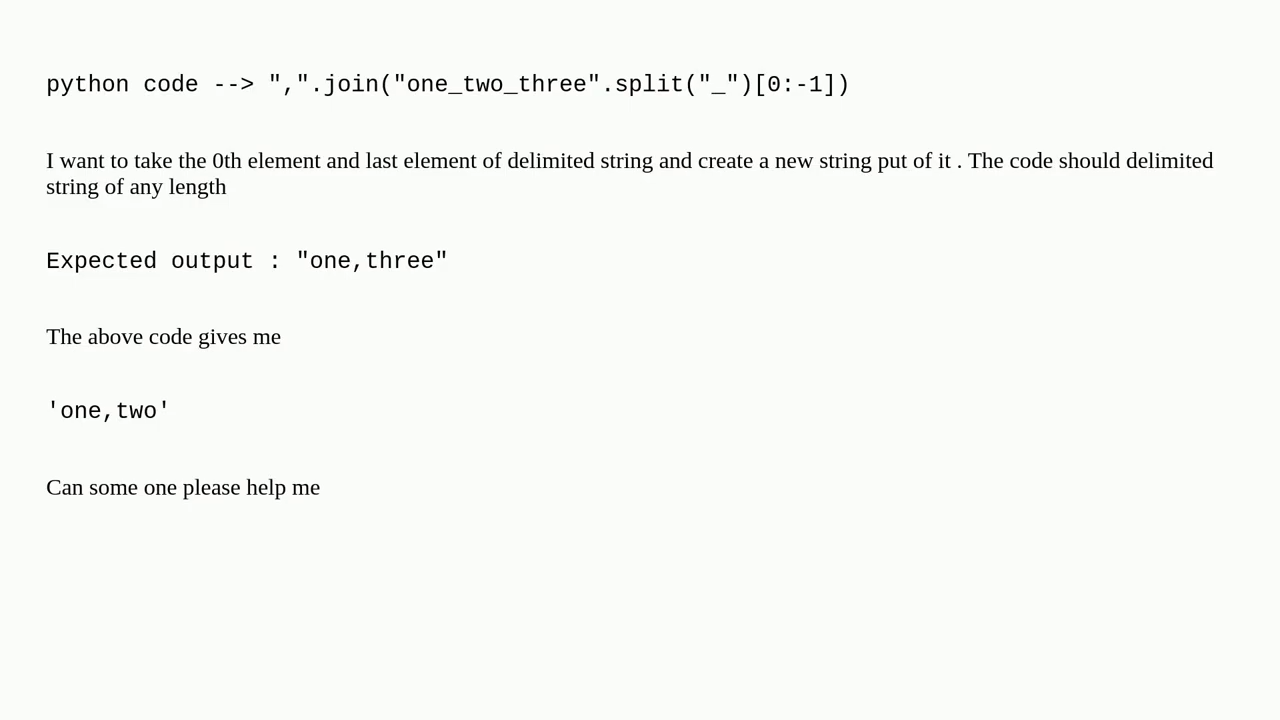 python code --> ",".join("one_two_three".split("_")[0:-1])
I want to take the 0th element and last element of delimited string and create a new string put of it . The code should delimited
string of any length
Expected output : "one,three"
The above code gives me
'one,two'
Can some one please help me